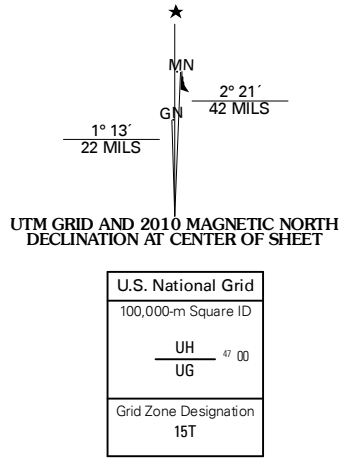 ★
MN
2° 21´
42 MILS
GN
1° 13´
22 MILS
UTM GRID AND 2010 MAGNETIC NORTH
DECLINATION AT CENTER OF SHEET
U.S. National Grid
100,000-m Square ID
UH
47 00
UG
Grid Zone Designation
15T